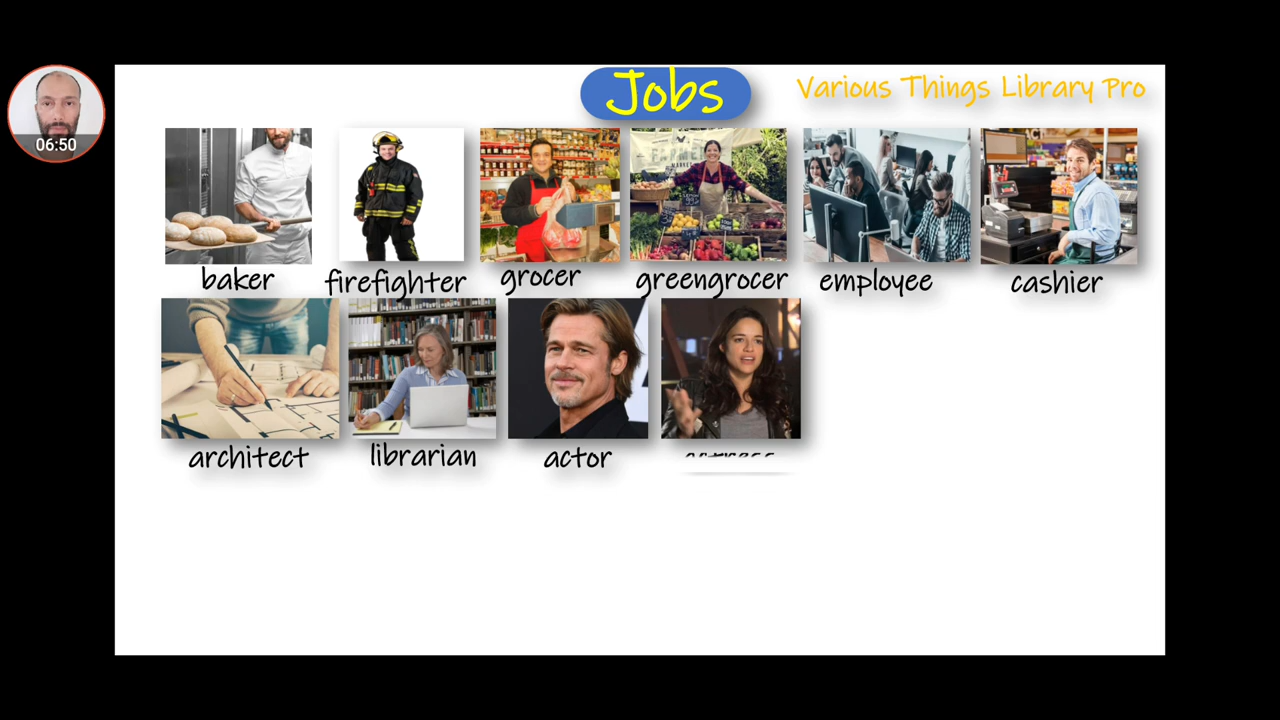 Jobs
Various Things Library Pro
06:50
baker firefighter grocer greengrocer employee cashier
architect librarian actor